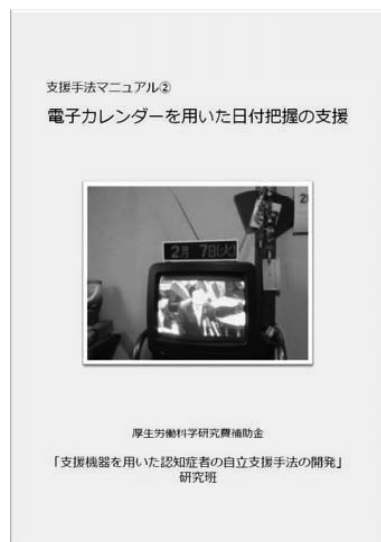 支援手法マニュアル②
電子カレンダーを用いた日付把握の支援
2月 7日(火)
2
厚生労働科学研究費補助金
「支援機器を用いた認知症者の自立支援手法の開発」
研究班